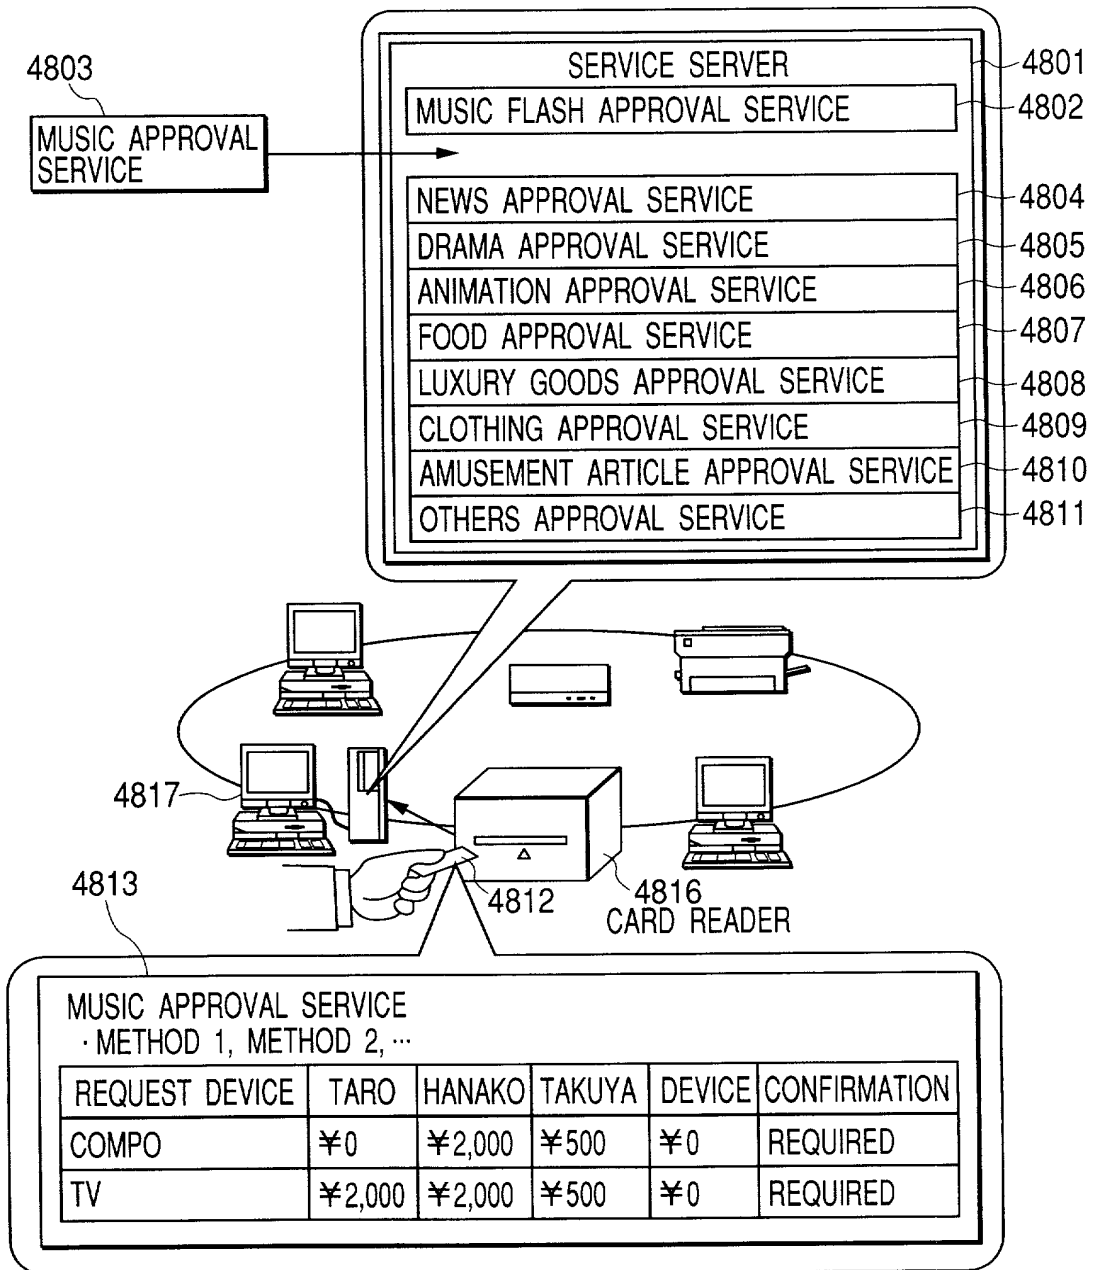 4803
MUSIC APPROVAL
SERVICE
SERVICE SERVER
4801
MUSIC FLASH APPROVAL SERVICE
4802
NEWS APPROVAL SERVICE
4804
DRAMA APPROVAL SERVICE
4805
ANIMATION APPROVAL SERVICE
4806
FOOD APPROVAL SERVICE
4807
LUXURY GOODS APPROVAL SERVICE
4808
CLOTHING APPROVAL SERVICE
4809
AMUSEMENT ARTICLE APPROVAL SERVICE
4810
OTHERS APPROVAL SERVICE
4811
4817
4812
4816
CARD READER
4813
MUSIC APPROVAL SERVICE
· METHOD 1, METHOD 2, ···
REQUEST DEVICE TARO HANAKO TAKUYA DEVICE CONFIRMATION
COMPO ¥0 ¥2,000 ¥500 ¥0 REQUIRED
TV ¥2,000 ¥2,000 ¥500 ¥0 REQUIRED